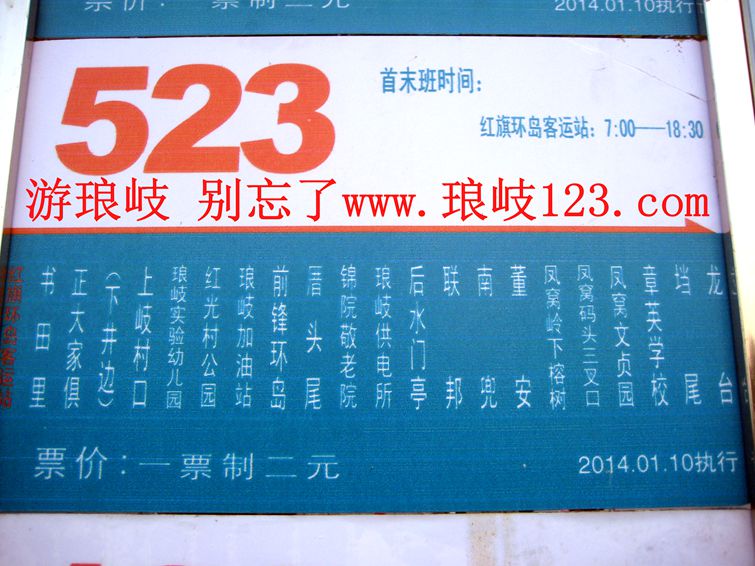 票价:一票制二元
2014.01.10执行
523
首末班时间:
红旗环岛客运站: 7:00——18:30
游琅岐 别忘了www.琅岐123.com
红旗环岛客运站
书田里
正大家俱
(下井边)
上岐村口
琅岐实验幼儿园
红光村公园
琅岐加油站
前锋环岛
厝头尾
锦院敬老院
琅岐供电所
后水门亭
联邦
南兜
董安
凤窝岭下榕树
凤窝码头三叉口
凤窝文贞园
章芙学校
垱尾
龙台
票价:一票制二元
2014.01.10执行